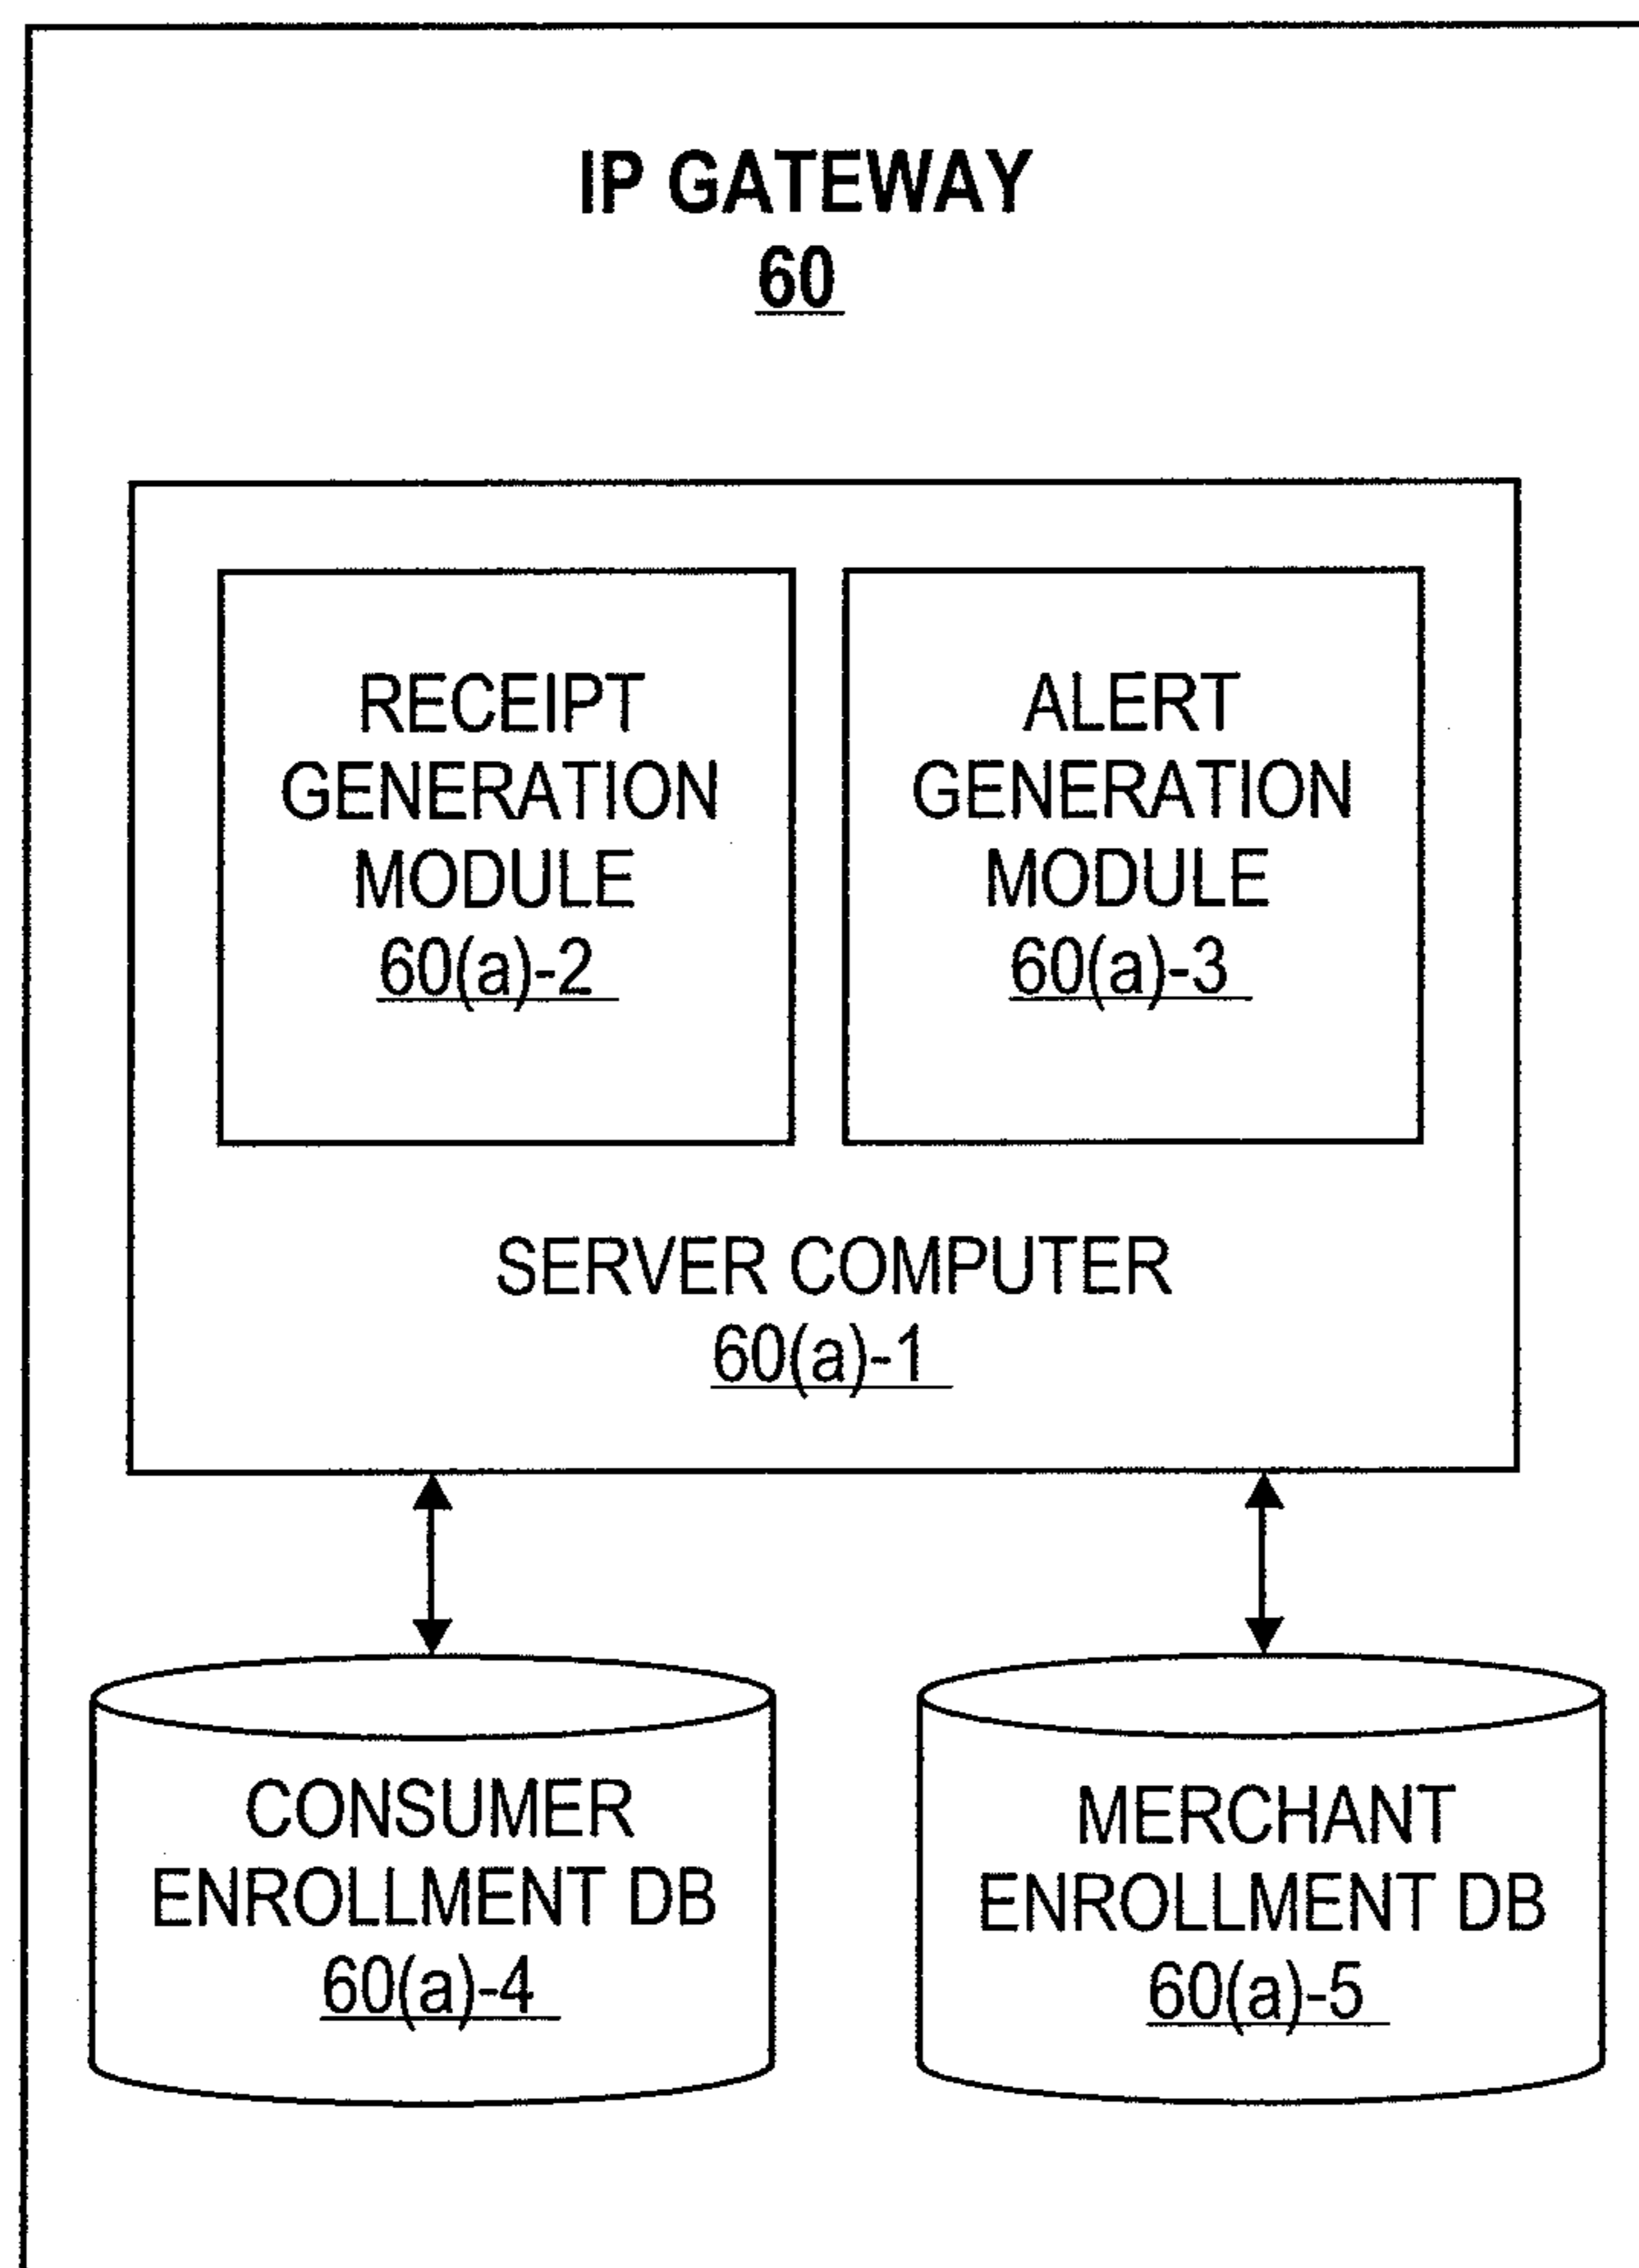 IP GATEWAY
60
RECEIPT
GENERATION
MODULE
60(a)-2
ALERT
GENERATION
MODULE
60(a)-3
SERVER COMPUTER
60(a)-1
CONSUMER
ENROLLMENT DB
60(a)-4
MERCHANT
ENROLLMENT DB
60(a)-5